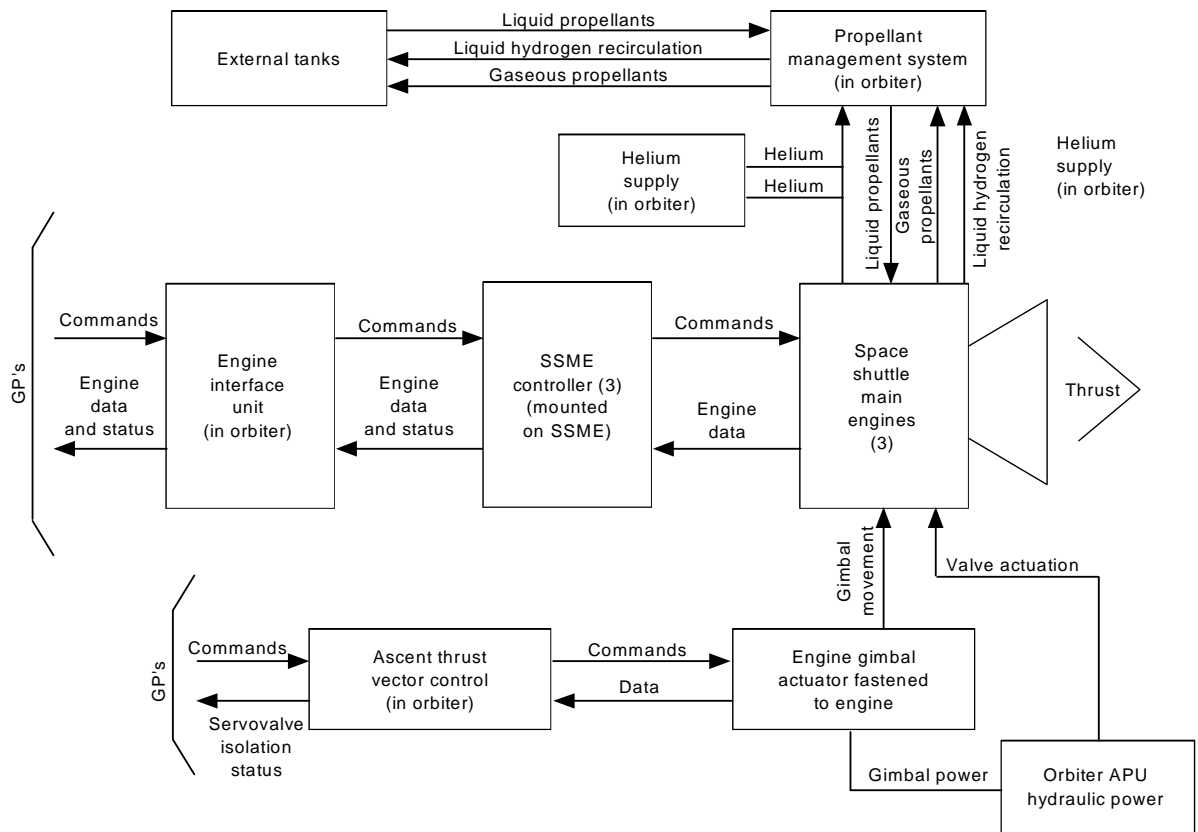 Liquid propellants
Liquid hydrogen recirculation
Gaseous propellants
External tanks
Propellant
management system
(in orbiter)
Helium
supply
(in orbiter)
Helium
Helium
Liquid propellants
Gaseous
propellants
Liquid hydrogen
recirculation
Helium
supply
(in orbiter)
GP's
Commands
Engine
data
and status
Engine
interface
unit
(in orbiter)
Commands
Engine
data
and status
SSME
controller (3)
(mounted
on SSME)
Commands
Engine
data
Space
shuttle
main
engines
(3)
Thrust
Gimbal
movement
Valve actuation
GP's
Commands
Servovalve
isolation
status
Ascent thrust
vector control
(in orbiter)
Commands
Data
Engine gimbal
actuator fastened
to engine
Gimbal power
Orbiter APU
hydraulic power